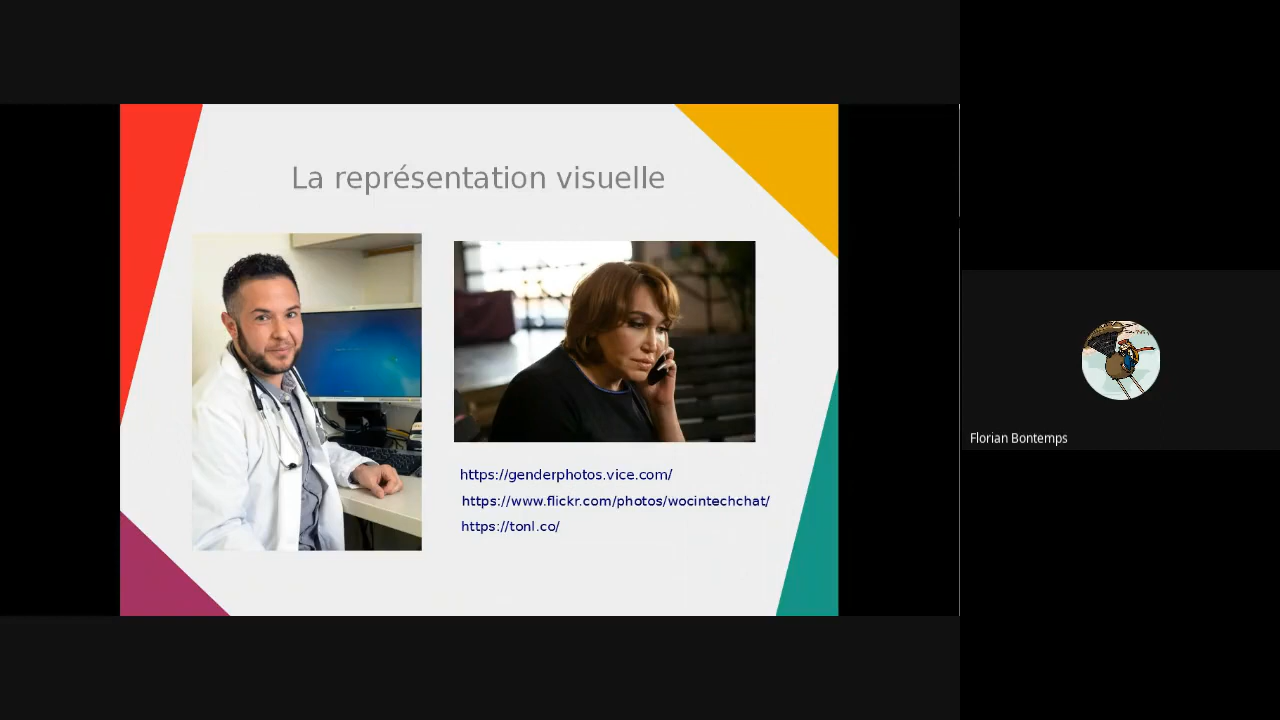 La représentation visuelle
https://genderphotos.vice.com/
https://www.flickr.com/photos/wocintechchat/
https://tonl.co/
Florian Bontemps